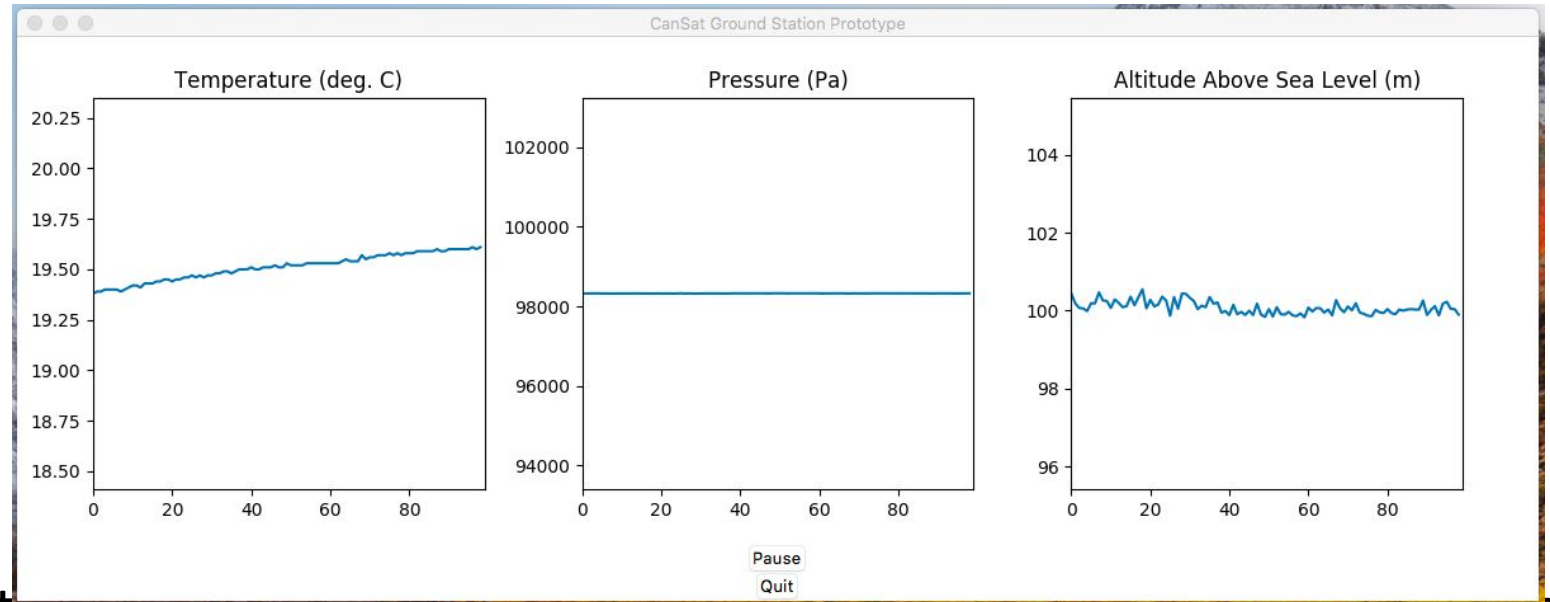 CanSat Ground Station Prototype
Temperature (deg. C)
20.25
20.00
19.75
19.50
19.25
19.00
18.75
18.50
0 20 40 60 80
Pressure (Pa)
102000
100000
98000
96000
94000
0 20 40 60 80
Altitude Above Sea Level (m)
104
102
100
98
96
0 20 40 60 80
Pause
Quit